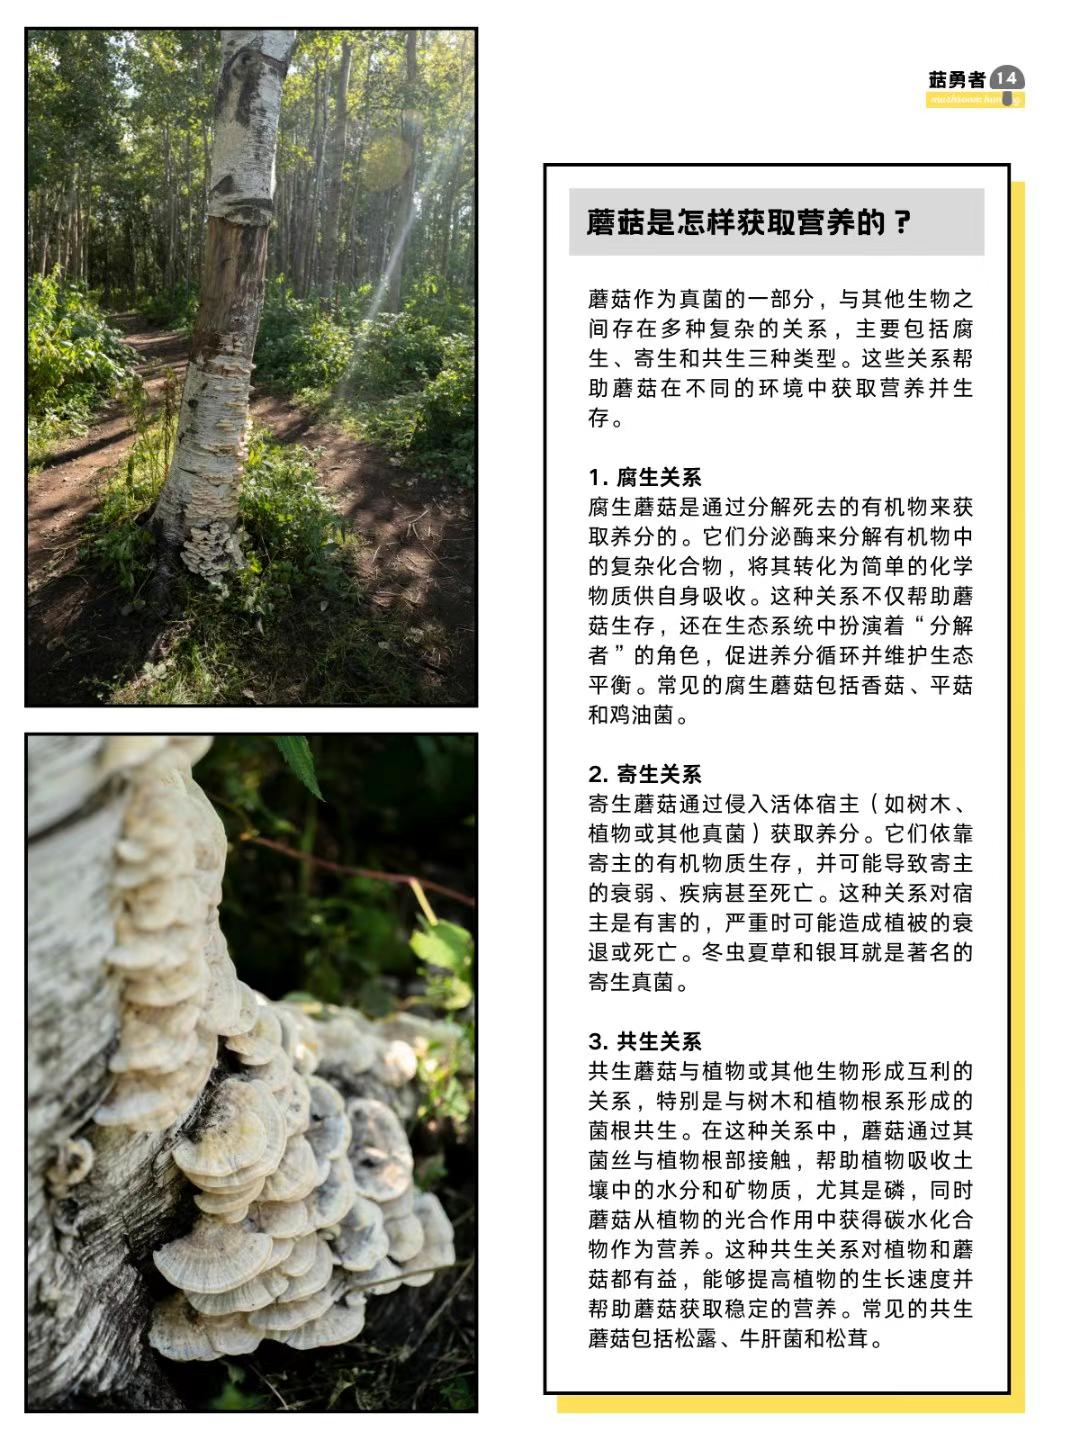 菇勇者 14
mushroom hunting
蘑菇是怎样获取营养的？
蘑菇作为真菌的一部分，与其他生物之
间存在多种复杂的关系，主要包括腐
生、寄生和共生三种类型。这些关系帮
助蘑菇在不同的环境中获取营养并生
存。
1. 腐生关系
腐生蘑菇是通过分解死去的有机物来获
取养分的。它们分泌酶来分解有机物中
的复杂化合物，将其转化为简单的化学
物质供自身吸收。这种关系不仅帮助蘑
菇生存，还在生态系统中扮演着“分解
者”的角色，促进养分循环并维护生态
平衡。常见的腐生蘑菇包括香菇、平菇
和鸡油菌。
2. 寄生关系
寄生蘑菇通过侵入活体宿主（如树木、
植物或其他真菌）获取养分。它们依靠
寄主的有机物质生存，并可能导致寄主
的衰弱、疾病甚至死亡。这种关系对宿
主是有害的，严重时可能造成植被的衰
退或死亡。冬虫夏草和银耳就是著名的
寄生真菌。
3. 共生关系
共生蘑菇与植物或其他生物形成互利的
关系，特别是与树木和植物根系形成的
菌根共生。在这种关系中，蘑菇通过其
菌丝与植物根部接触，帮助植物吸收土
壤中的水分和矿物质，尤其是磷，同时
蘑菇从植物的光合作用中获得碳水化合
物作为营养。这种共生关系对植物和蘑
菇都有益，能够提高植物的生长速度并
帮助蘑菇获取稳定的营养。常见的共生
蘑菇包括松露、牛肝菌和松茸。